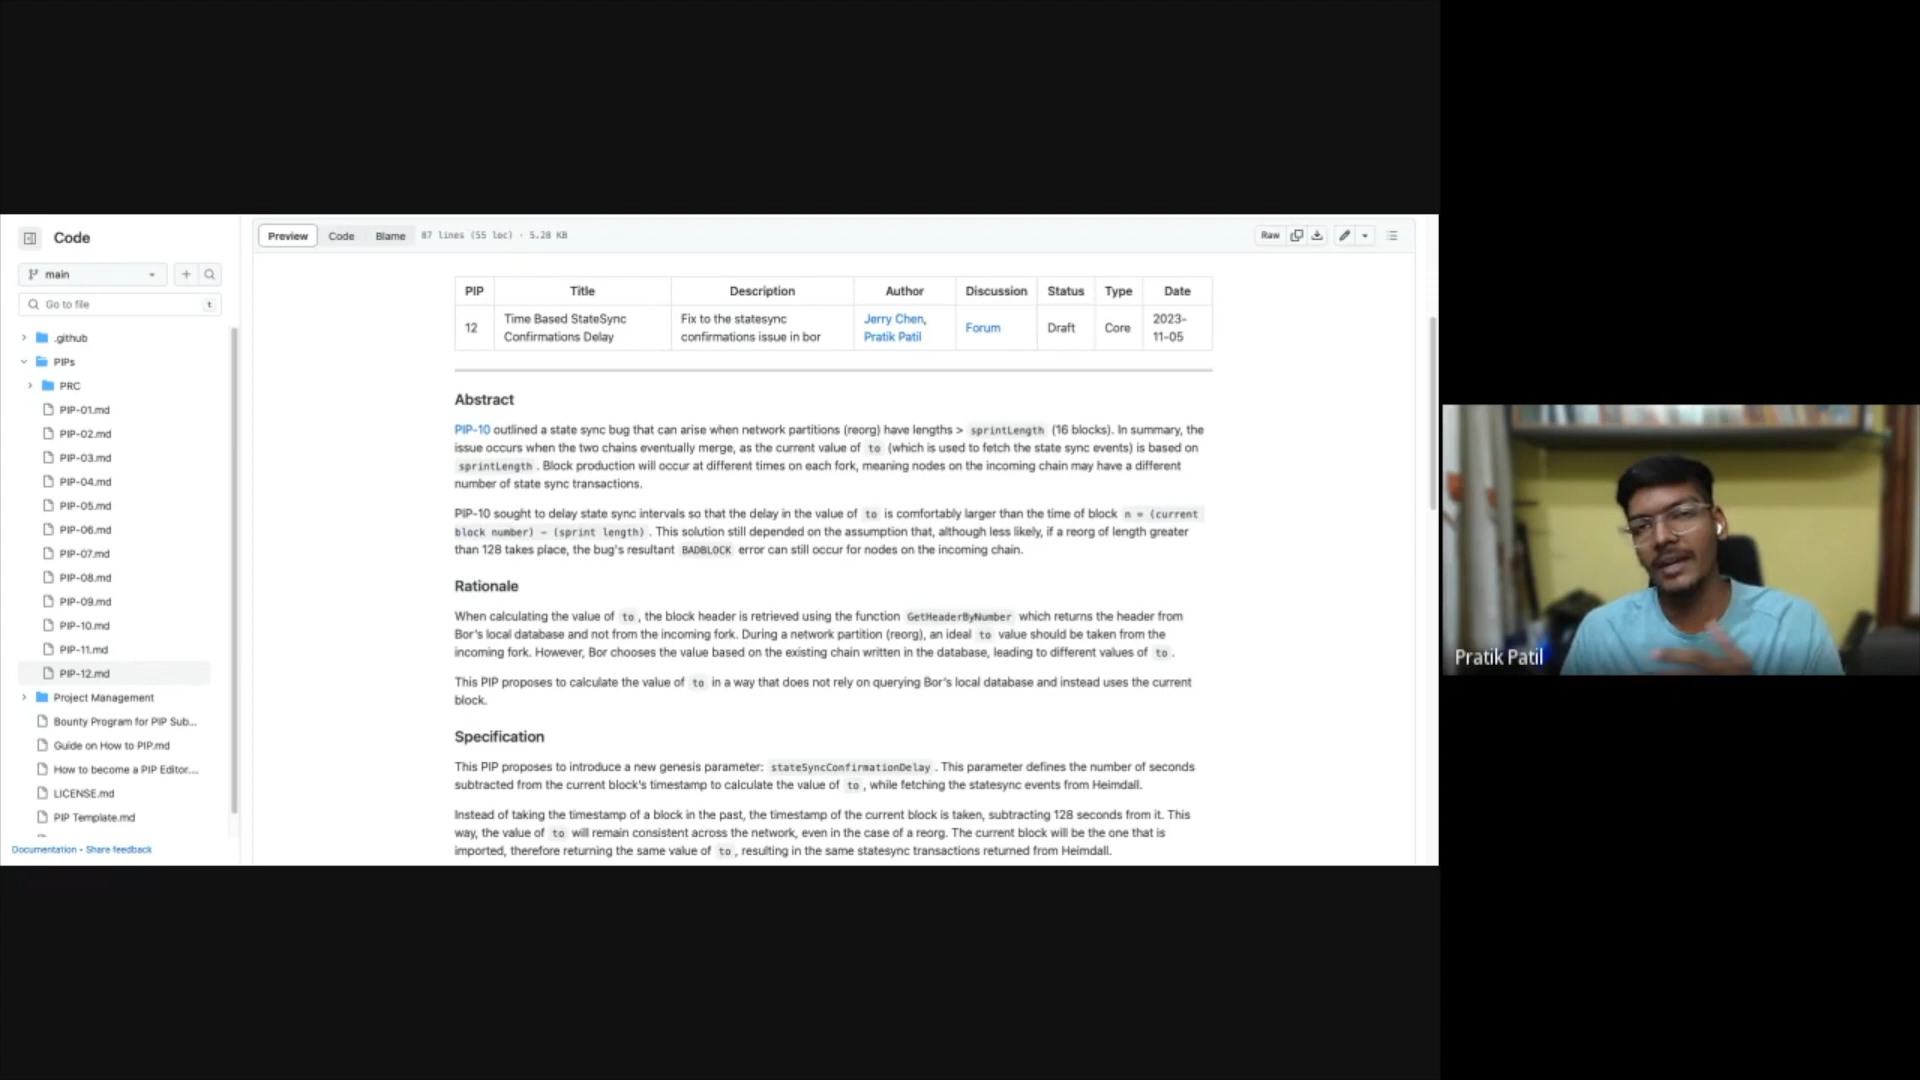 Code
main
Go to file
t
.github
PIPs
PRC
PIP-01.md
PIP-02.md
PIP-03.md
PIP-04.md
PIP-05.md
PIP-06.md
PIP-07.md
PIP-08.md
PIP-09.md
PIP-10.md
PIP-11.md
PIP-12.md
Project Management
Bounty Program for PIP Sub...
Guide on How to PIP.md
How to become a PIP Editor....
LICENSE.md
PIP Template.md
Documentation • Share feedback
Preview Code Blame 87 lines (55 loc) · 5.28 KB Raw
PIP Title Description Author Discussion Status Type Date
12 Time Based StateSync Confirmations Delay Fix to the statesync confirmations issue in bor Jerry Chen, Pratik Patil Forum Draft Core 2023-11-05
Abstract
PIP-10 outlined a state sync bug that can arise when network partitions (reorg) have lengths > sprintLength (16 blocks). In summary, the
issue occurs when the two chains eventually merge, as the current value of to (which is used to fetch the state sync events) is based on
sprintLength . Block production will occur at different times on each fork, meaning nodes on the incoming chain may have a different
number of state sync transactions.
PIP-10 sought to delay state sync intervals so that the delay in the value of to is comfortably larger than the time of block n = (current
block number) - (sprint length) . This solution still depended on the assumption that, although less likely, if a reorg of length greater
than 128 takes place, the bug's resultant BADBLOCK error can still occur for nodes on the incoming chain.
Rationale
When calculating the value of to , the block header is retrieved using the function GetHeaderByNumber which returns the header from
Bor's local database and not from the incoming fork. During a network partition (reorg), an ideal to value should be taken from the
incoming fork. However, Bor chooses the value based on the existing chain written in the database, leading to different values of to .
This PIP proposes to calculate the value of to in a way that does not rely on querying Bor's local database and instead uses the current
block.
Specification
This PIP proposes to introduce a new genesis parameter: stateSyncConfirmationDelay . This parameter defines the number of seconds
subtracted from the current block's timestamp to calculate the value of to , while fetching the statesync events from Heimdall.
Instead of taking the timestamp of a block in the past, the timestamp of the current block is taken, subtracting 128 seconds from it. This
way, the value of to will remain consistent across the network, even in the case of a reorg. The current block will be the one that is
imported, therefore returning the same value of to , resulting in the same statesync transactions returned from Heimdall.
Pratik Patil